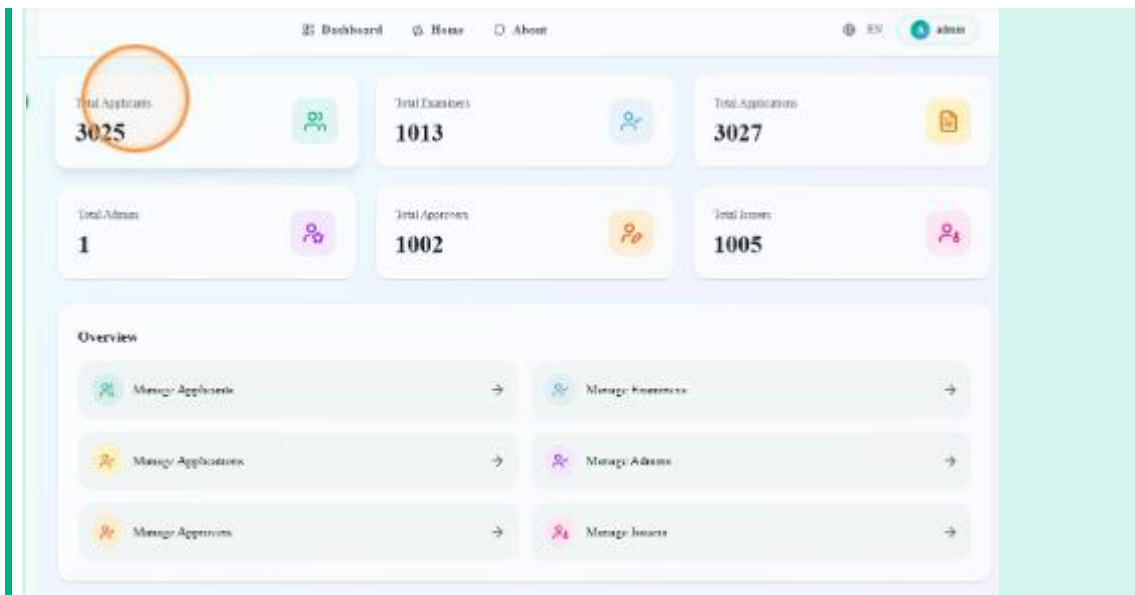 Dashboard Home About EN admin
Total Applicants Total Examiners Total Applications
3025 1013 3027
Total Admins Total Approvers Total Issuers
1 1002 1005
Overview
Manage Applicants Manage Examiners
Manage Applications Manage Admins
Manage Approvers Manage Issuers